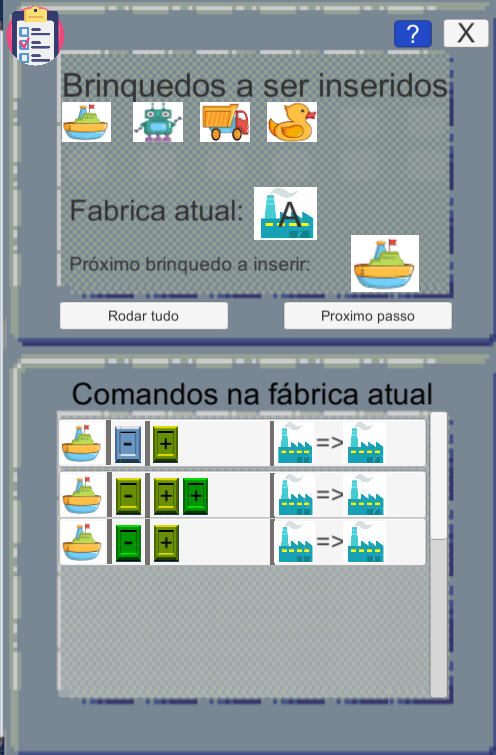 ? X
Brinquedos a ser inseridos
Fabrica atual: A
Próximo brinquedo a inserir:
Rodar tudo Proximo passo
Comandos na fábrica atual
- + =>
- + + =>
- + =>